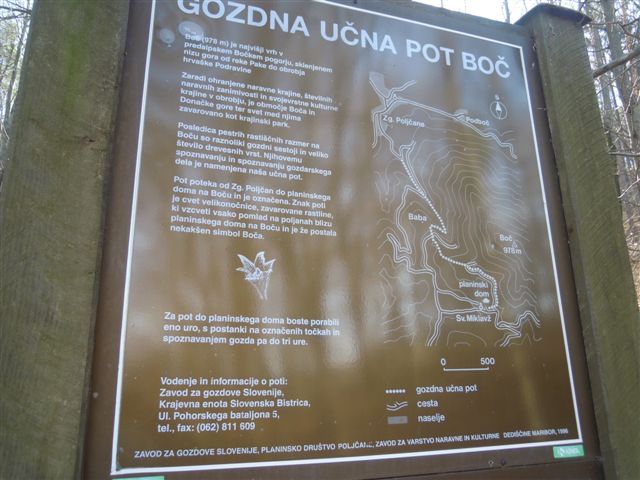 GOZDNA UČNA POT BOČ
Boč (978 m) je najvišji vrh v
predalpskem Bočkem pogorju, sklenjenem
nizu gora od reke Pake do obrobja
hrvaške Podravine
Zaradi ohranjene naravne krajine, številnih
naravnih zanimivosti in svojevrstne kulturne
krajine v obrobju, je območje Boča in
Donačke gore ter svet med njima
zavarovano kot krajinski park.
Posledica pestrih rastiščnih razmer na
Boču so raznoliki gozdni sestoji in veliko
število drevesnih vrst. Njihovemu
spoznavanju in spoznavanju gozdarskega
dela je namenjena naša učna pot.
Pot poteka od Zg. Poljčan do planinskega
doma na Boču in je označena. Znak poti
je cvet velikonočnice, zavarovane rastline,
ki vzcveti vsako pomlad na poljanah blizu
planinskega doma na Boču in je že postala
nekakšen simbol Boča.
Za pot do planinskega doma boste porabili
eno uro, s postanki na označenih točkah in
spoznavanjem gozda pa do tri ure.
Vodenje in informacije o poti:
Zavod za gozdove Slovenije,
Krajevna enota Slovenska Bistrica,
Ul. Pohorskega bataljona 5,
tel., fax: (062) 811 609
S
Zg. Poljčane
Podboč
Baba
Boč
978 m
planinski
dom
Sv. Miklavž
0 500
gozdna učna pot
cesta
naselje
ZAVOD ZA GOZDOVE SLOVENIJE, PLANINSKO DRUŠTVO POLJČANE, ZAVOD ZA VARSTVO NARAVNE IN KULTURNE DEDIŠČINE MARIBOR, 1996